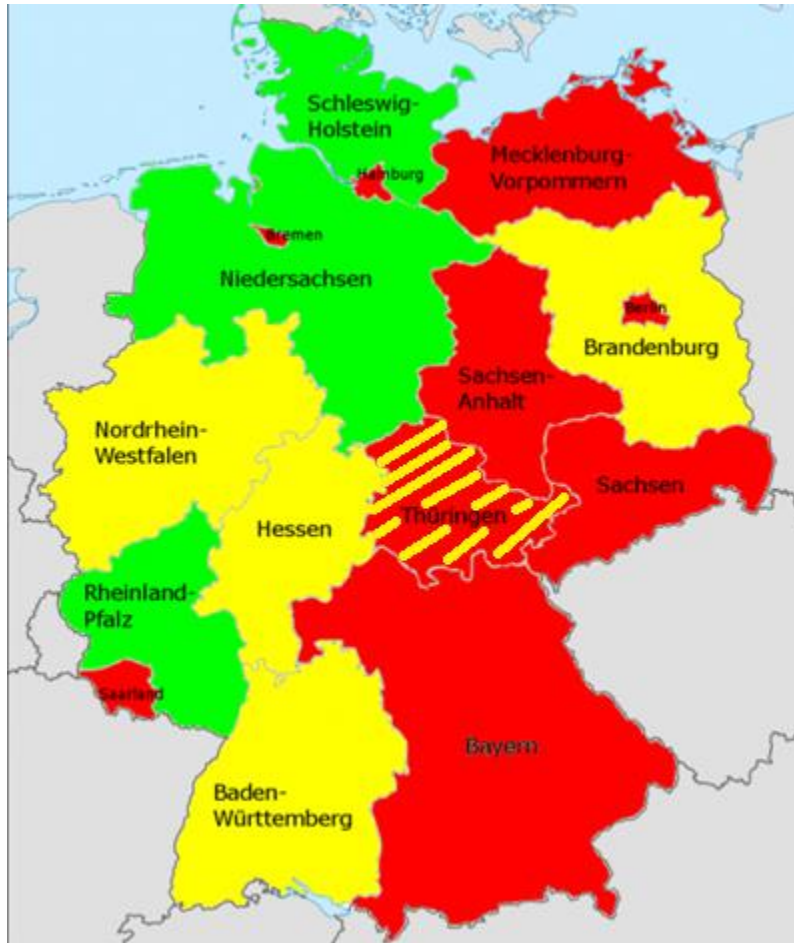 Schleswig-
Holstein
Hamburg
Mecklenburg-
Vorpommern
Bremen
Niedersachsen
Berlin
Brandenburg
Sachsen-
Anhalt
Nordrhein-
Westfalen
Sachsen
Thüringen
Hessen
Rheinland-
Pfalz
Saarland
Bayern
Baden-
Württemberg